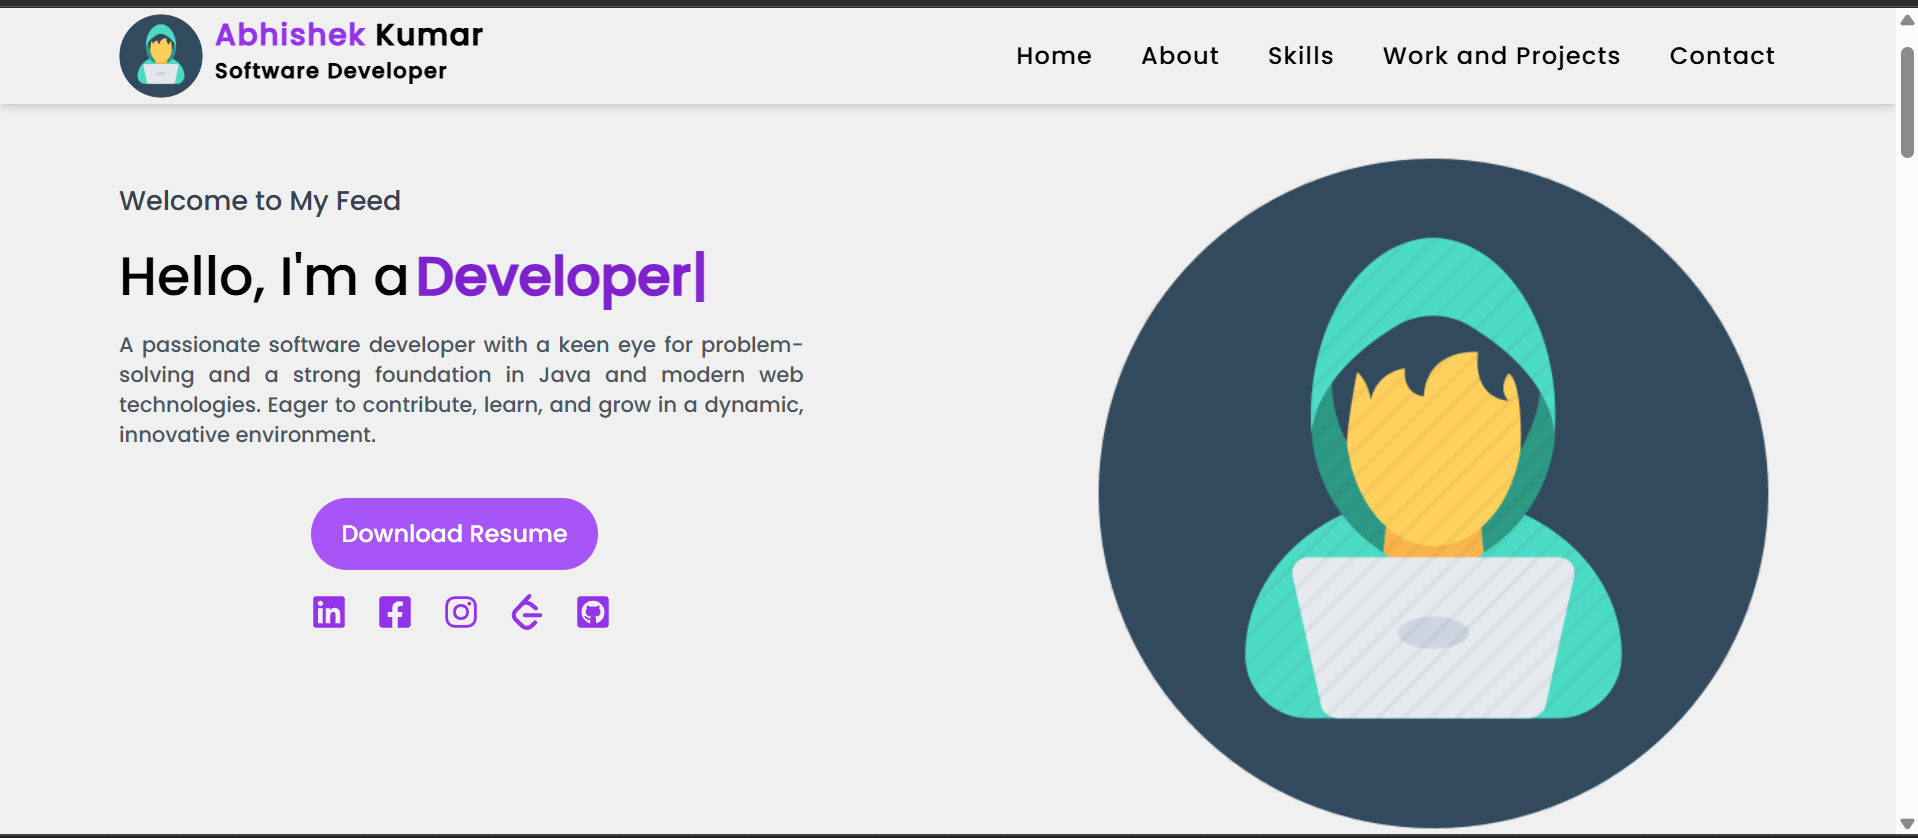 Abhishek Kumar
Software Developer
Home About Skills Work and Projects Contact
Welcome to My Feed
Hello, I'm a Developer|
A passionate software developer with a keen eye for problem-
solving and a strong foundation in Java and modern web
technologies. Eager to contribute, learn, and grow in a dynamic,
innovative environment.
Download Resume